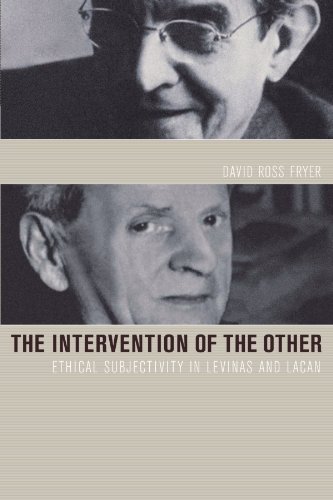 DAVID ROSS FRYER
THE INTERVENTION OF THE OTHER
ETHICAL SUBJECTIVITY IN LEVINAS AND LACAN